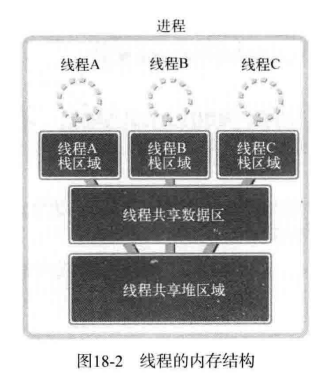 进程
线程A 线程B 线程C
线程A 线程B 线程C
栈区域 栈区域 栈区域
线程共享数据区
线程共享堆区域
图18-2 线程的内存结构